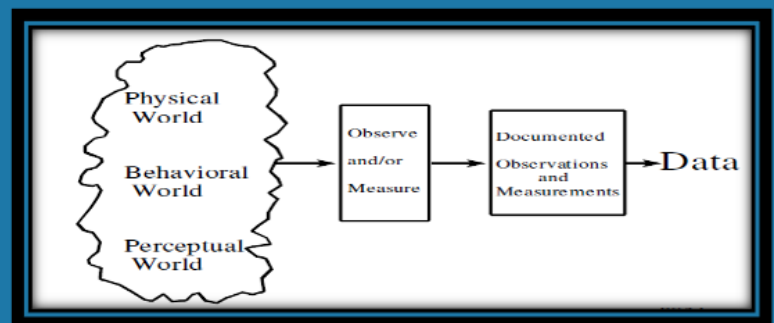 Physical
World
Behavioral
World
Perceptual
World
Observe
and/or
Measure
Documented
Observations
and
Measurements
Data